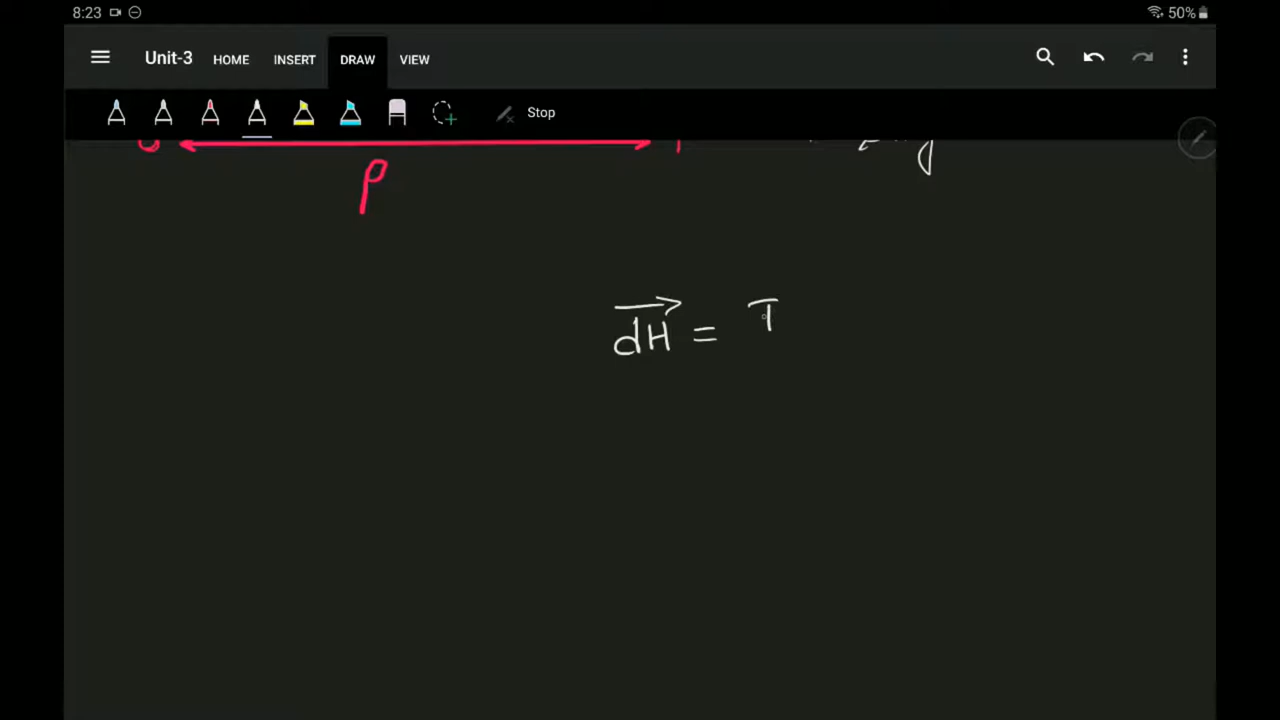 8:23 50%
Unit-3 HOME INSERT DRAW VIEW
Stop
ρ
dH =